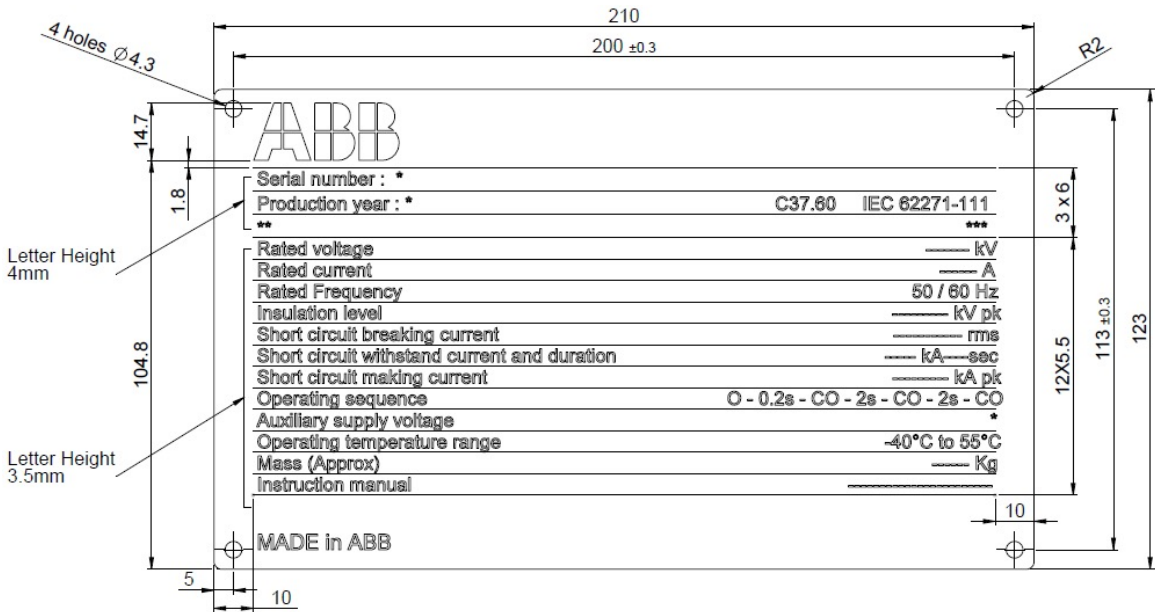 210
200 ±0.3
4 holes ∅4.3
R2
14.7
ABB
1.8
Serial number : *
Production year : * C37.60 IEC 62271-111
** ***
3 x 6
Letter Height
4mm
Rated voltage ------ kV
Rated current ----- A
Rated Frequency 50 / 60 Hz
Insulation level -------- kV pk
Short circuit breaking current ---------- rms
Short circuit withstand current and duration ---- kA----sec
Short circuit making current -------- kA pk
Operating sequence O - 0.2s - CO - 2s - CO - 2s - CO
Auxiliary supply voltage *
Operating temperature range -40°C to 55°C
Mass (Approx) ------ Kg
Instruction manual ---------------------
104.8
12X5.5
113 ±0.3
123
Letter Height
3.5mm
10
MADE in ABB
5
10